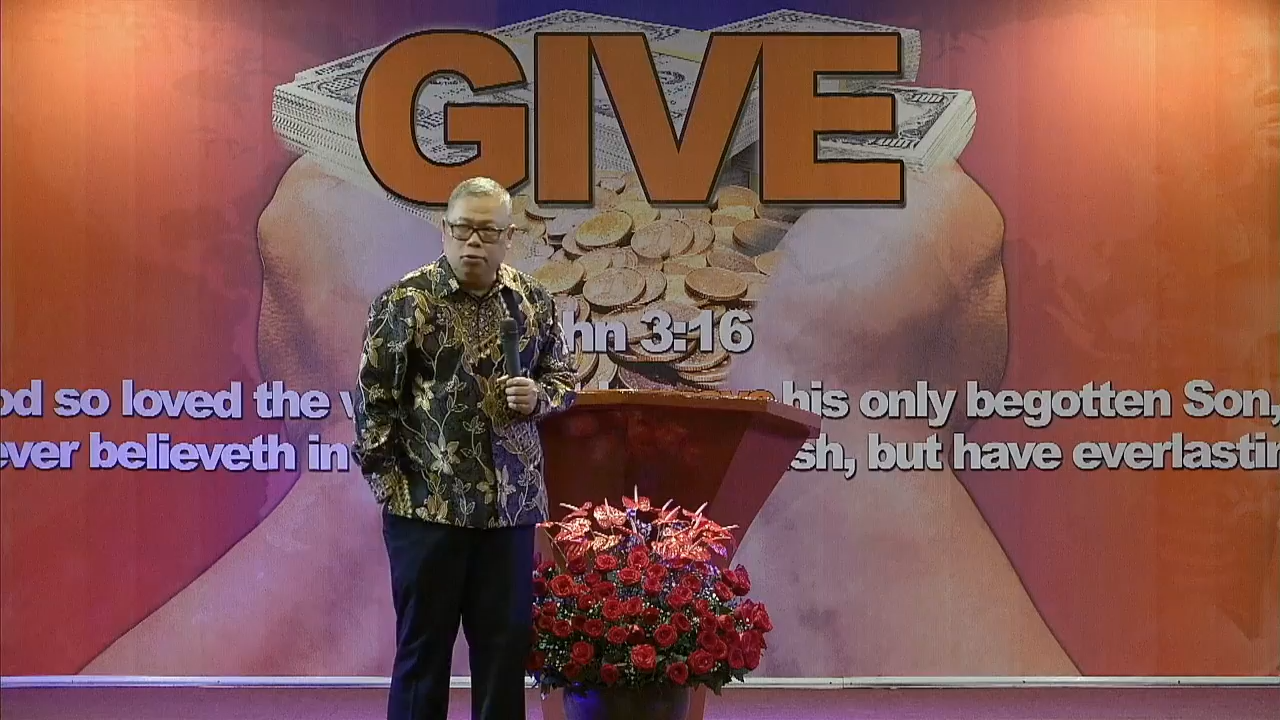 GIVE
hn 3:16
od so loved the his only begotten Son,
ever believeth in sh, but have everlastin